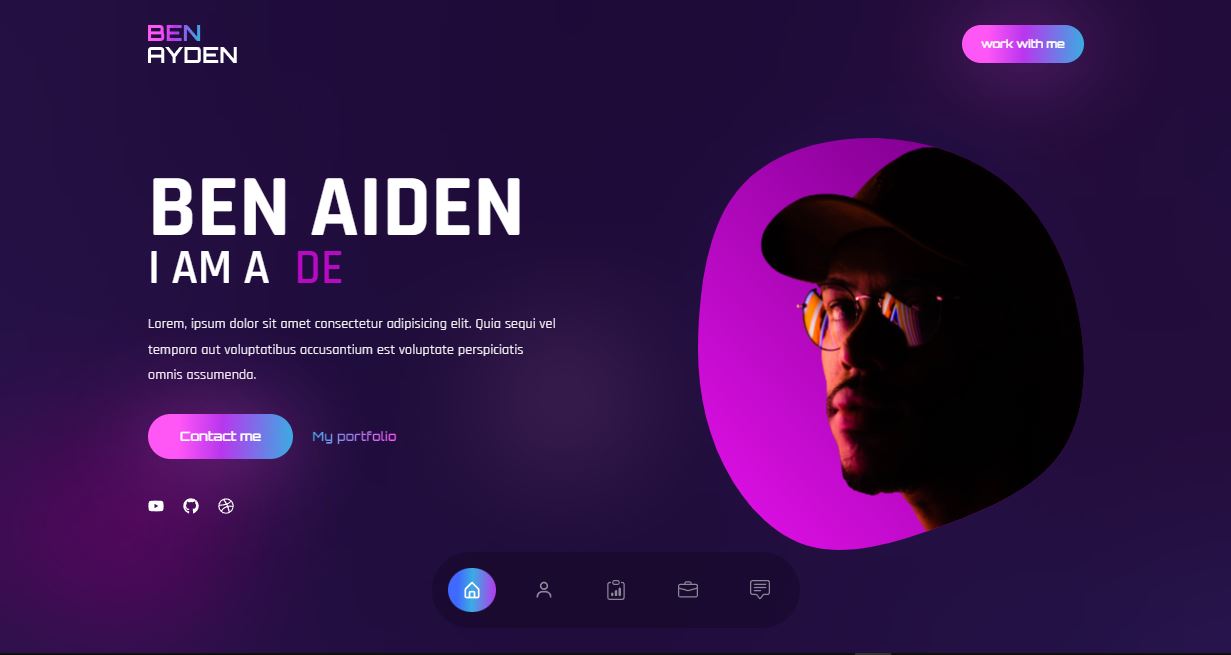 BEN
AYDEN
work with me
BEN AIDEN
I AM A DE
Lorem, ipsum dolor sit amet consectetur adipisicing elit. Quia sequi vel
tempora aut voluptatibus accusantium est voluptate perspiciatis
omnis assumenda.
Contact me
My portfolio